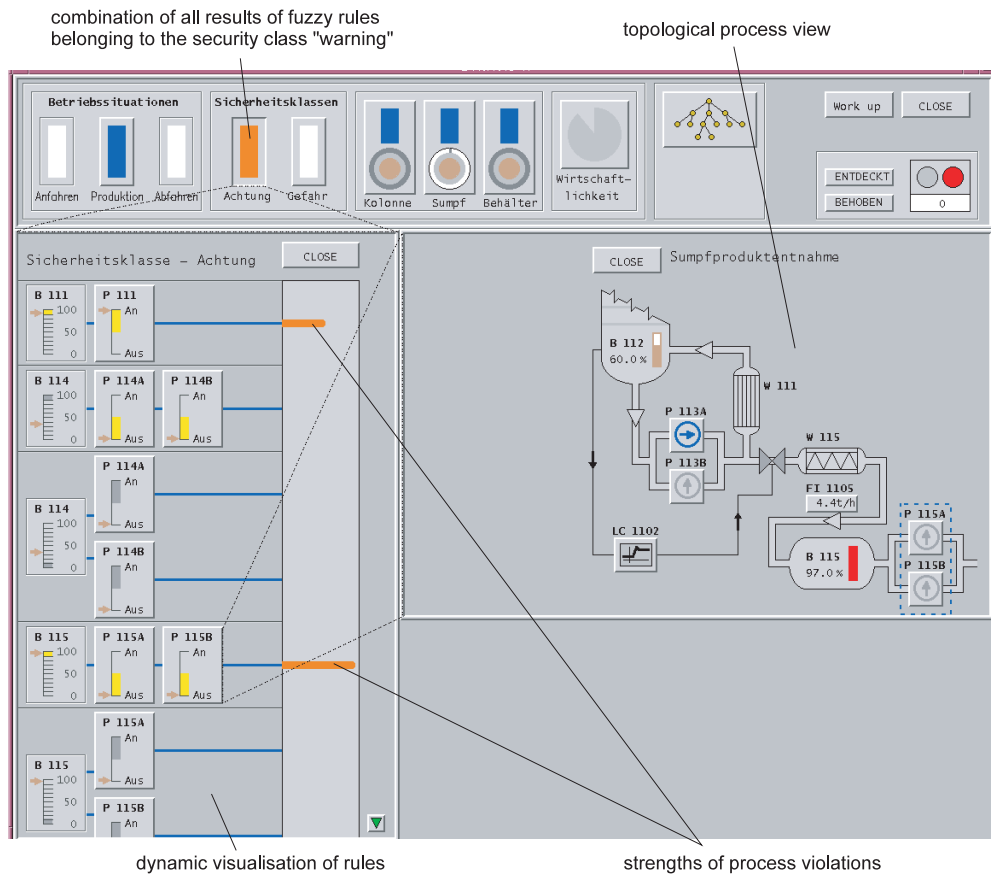 combination of all results of fuzzy rules
belonging to the security class "warning"
topological process view
Betriebssituationen
Sicherheitsklassen
Anfahren
Produktion
Abfahren
Achtung
Gefahr
Kolonne
Sumpf
Behälter
Wirtschaft-
lichkeit
Work up
CLOSE
ENTDECKT
BEHOBEN
0
Sicherheitsklasse – Achtung
CLOSE
B 111
100
50
0
P 111
An
Aus
B 114
100
50
0
P 114A
An
Aus
P 114B
An
Aus
B 114
100
50
0
P 114A
An
Aus
P 114B
An
Aus
B 115
100
50
0
P 115A
An
Aus
P 115B
An
Aus
B 115
100
50
0
P 115A
An
Aus
P 115B
An
CLOSE
Sumpfproduktentnahme
B 112
60.0 %
W 111
P 113A
P 113B
W 115
FI 1105
4.4t/h
LC 1102
P 115A
B 115
97.0 %
P 115B
dynamic visualisation of rules
strengths of process violations